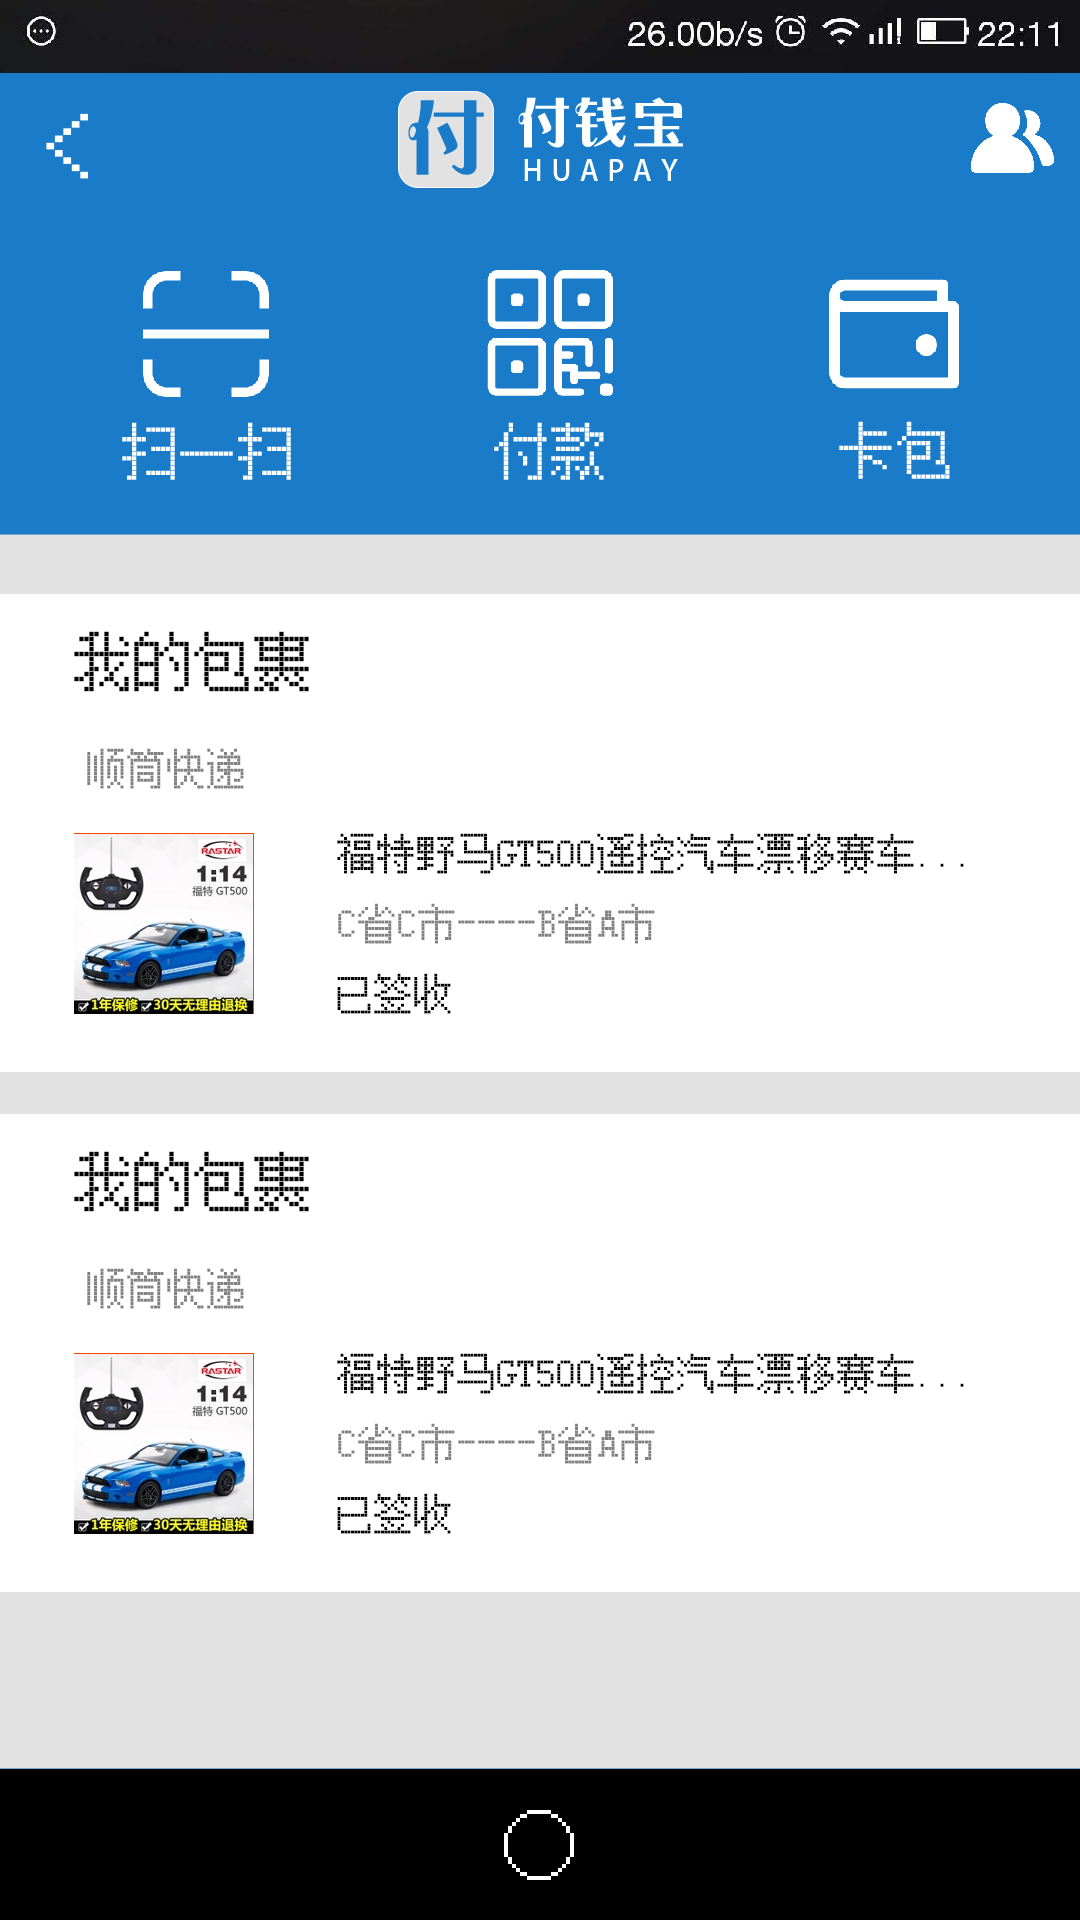 26.00b/s 22:11
付 付钱宝
HUAPAY
扫一扫 付款 卡包
我的包裹
顺简快递
福特野马GT500遥控汽车漂移赛车...
C省C市----B省A市
已签收
RASTAR
1:14
福特 GT500
1年保修 30天无理由退换
我的包裹
顺简快递
福特野马GT500遥控汽车漂移赛车...
C省C市----B省A市
已签收
RASTAR
1:14
福特 GT500
1年保修 30天无理由退换